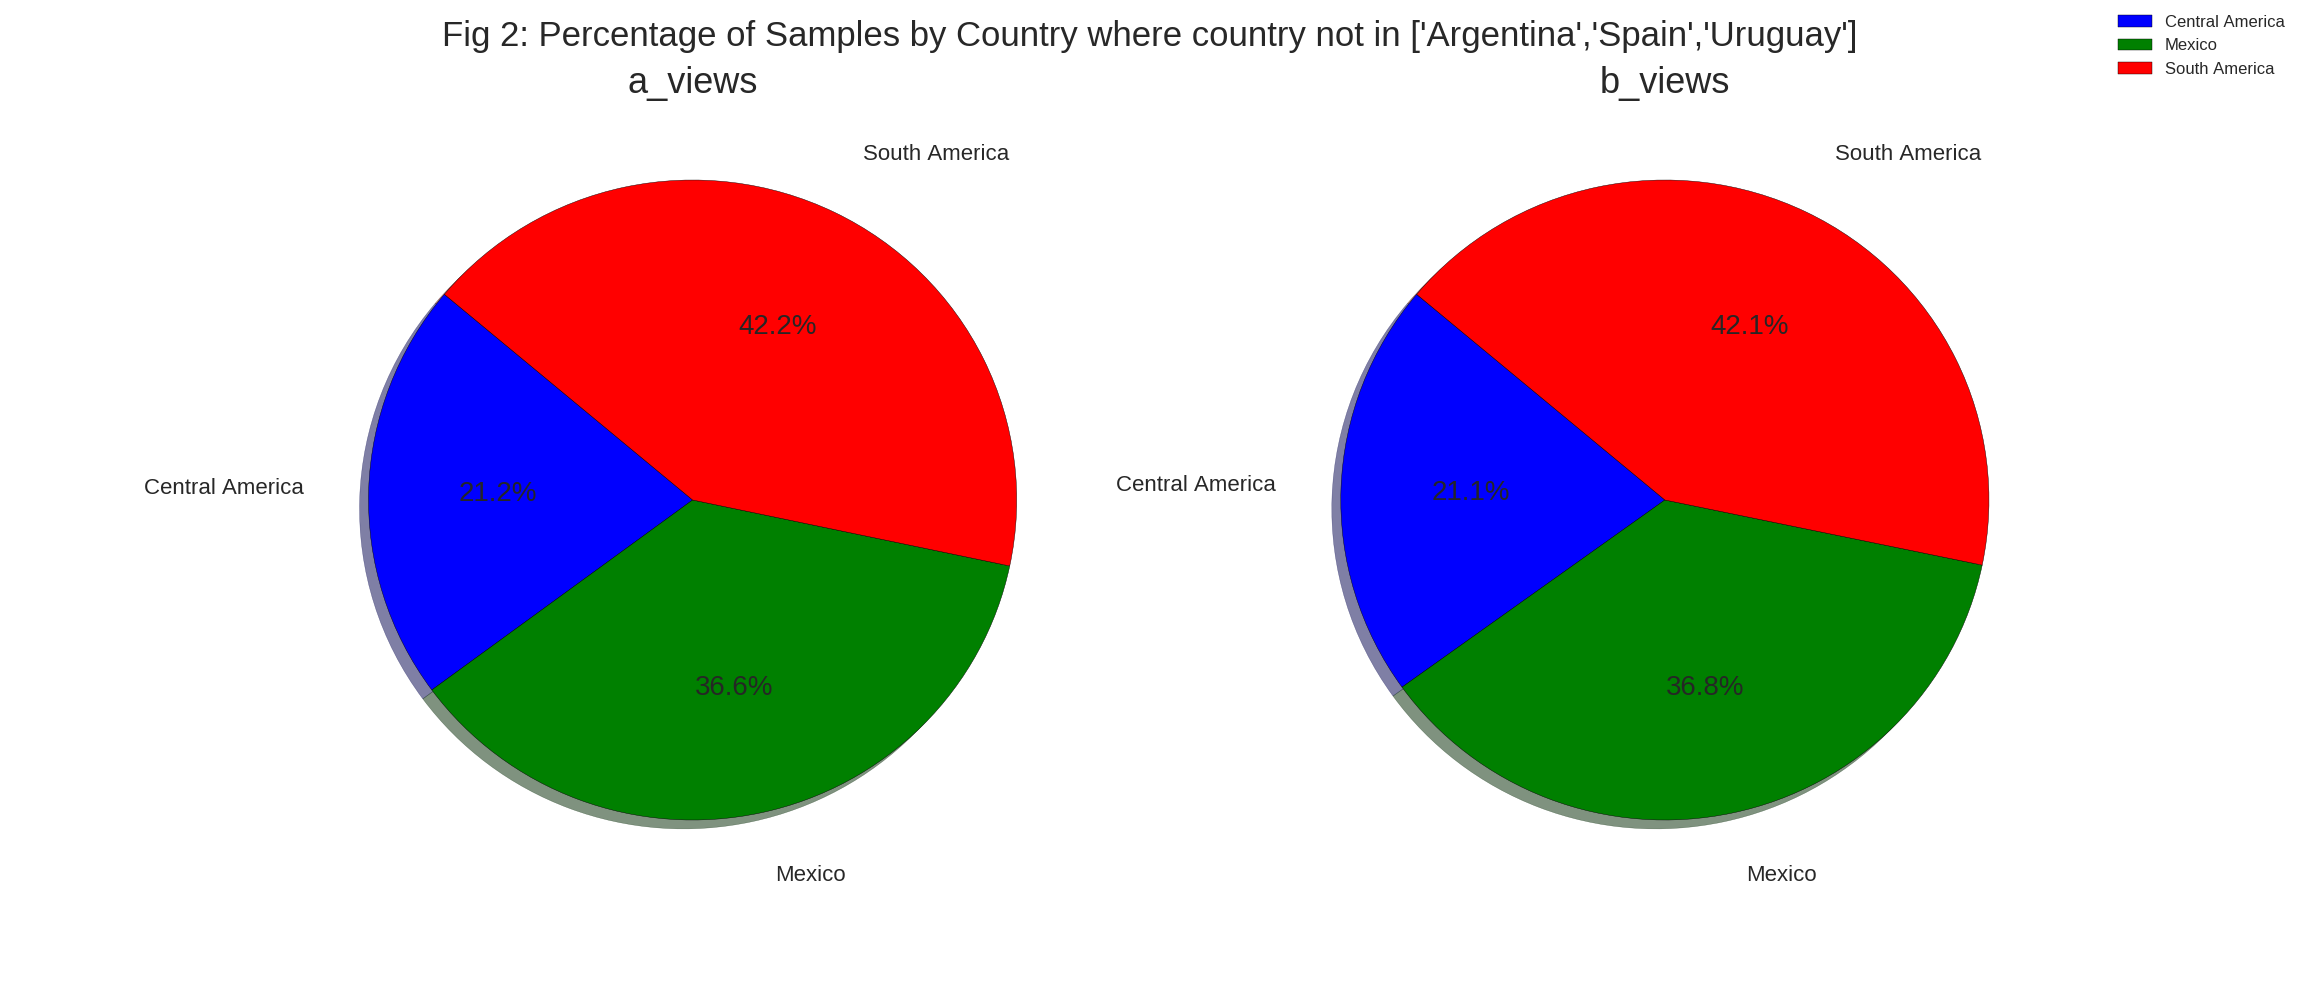 Fig 2: Percentage of Samples by Country where country not in ['Argentina','Spain','Uruguay']
Central America
Mexico
South America
a_views
South America
42.2%
Central America
21.2%
36.6%
Mexico
b_views
South America
42.1%
Central America
21.1%
36.8%
Mexico